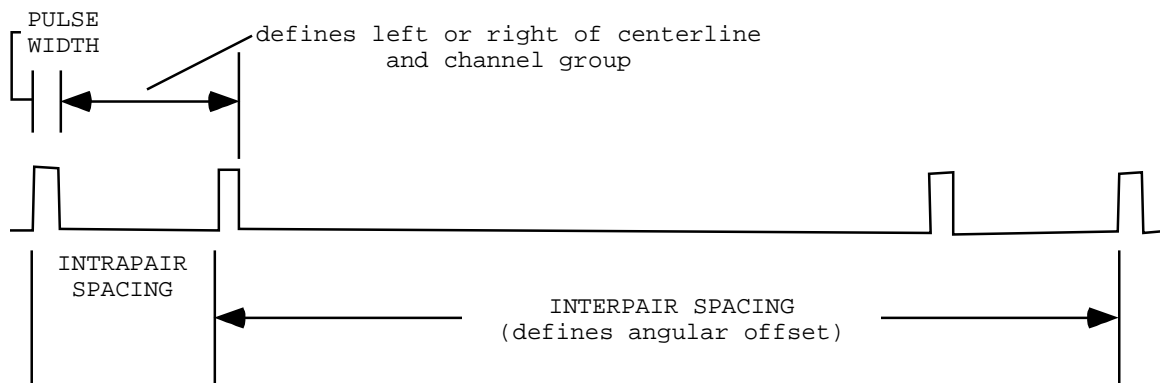 PULSE
WIDTH
defines left or right of centerline
and channel group
INTRAPAIR
SPACING
INTERPAIR SPACING
(defines angular offset)